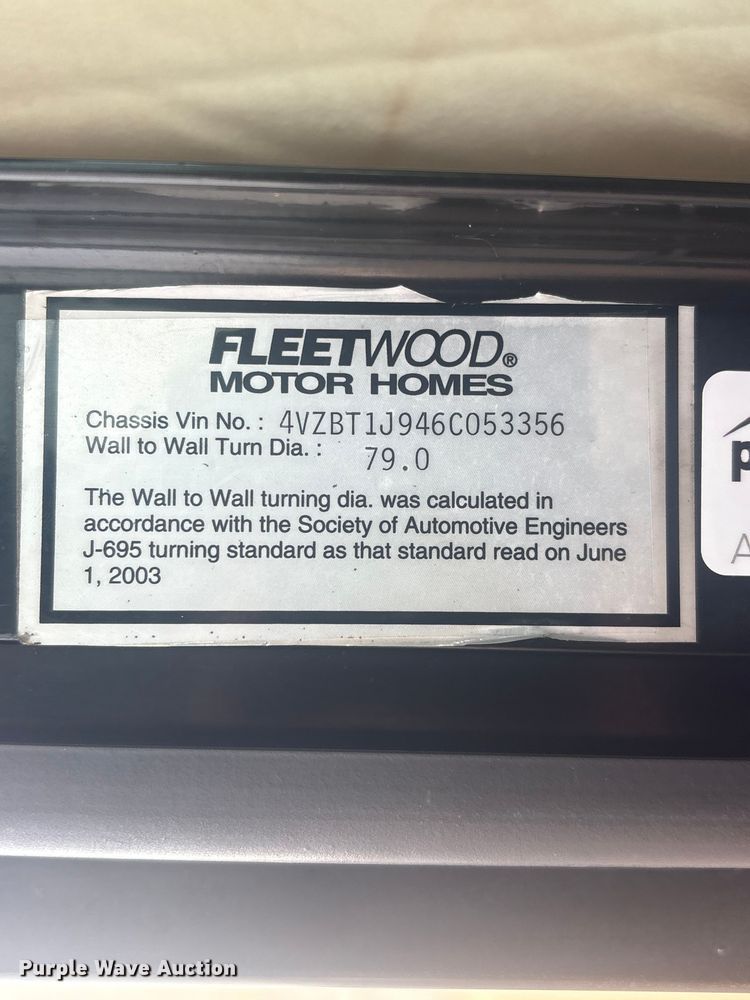 FLEETWOOD®
MOTOR HOMES
Chassis Vin No. : 4VZBT1J946C053356
Wall to Wall Turn Dia. : 79.0
The Wall to Wall turning dia. was calculated in
accordance with the Society of Automotive Engineers
J-695 turning standard as that standard read on June
1, 2003
Purple Wave Auction